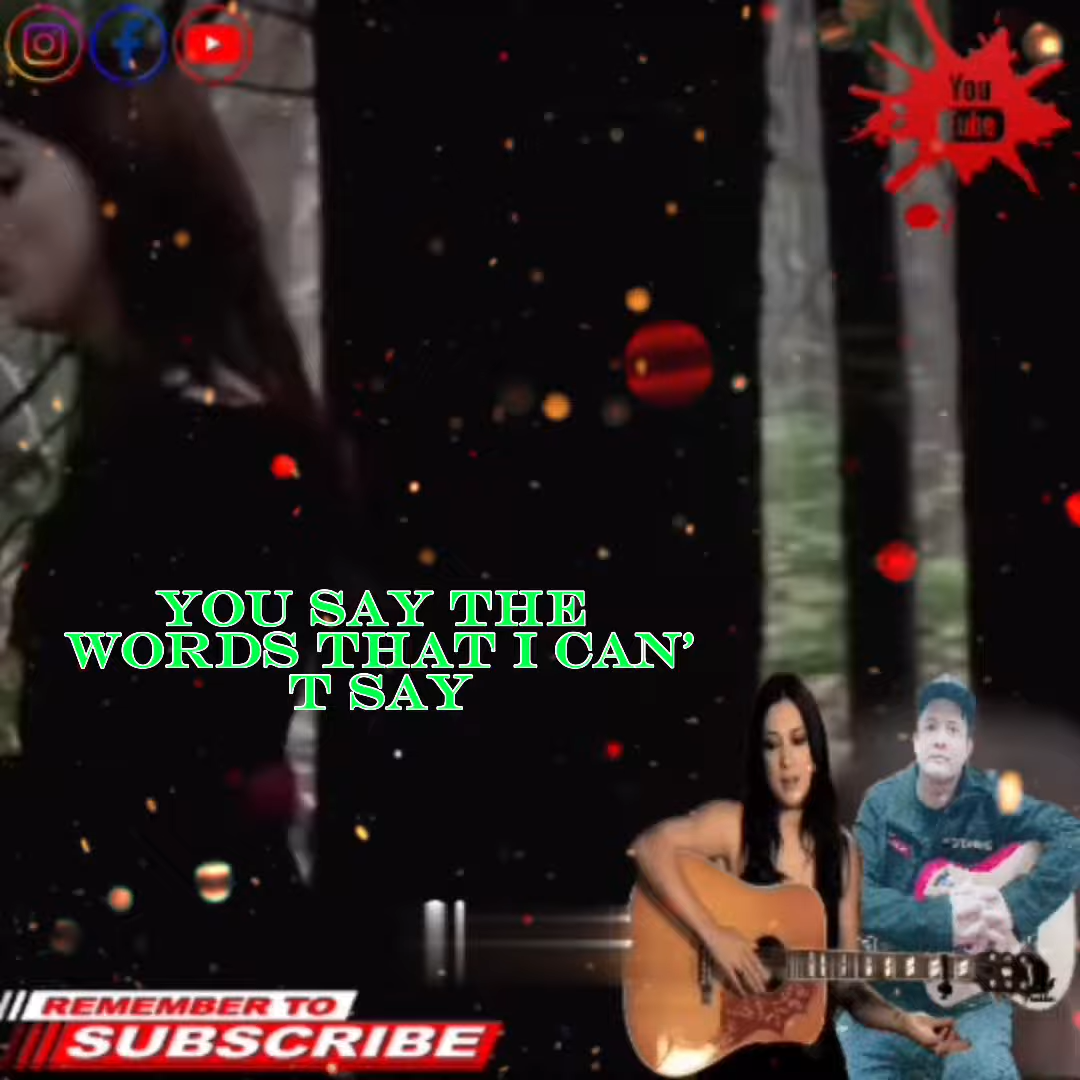 You
Tube
YOU SAY THE
WORDS THAT I CAN’
T SAY
REMEMBER TO
SUBSCRIBE